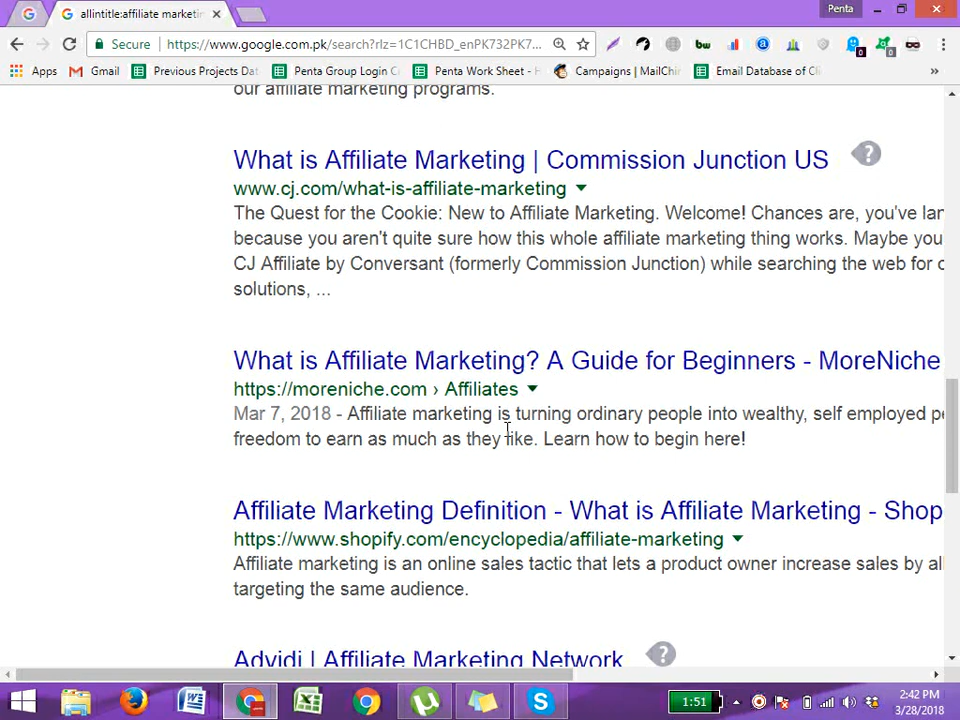 allintitle:affiliate marketin
Penta
Secure
https://www.google.com.pk/search?rlz=1C1CHBD_enPK732PK7...
Apps
Gmail
Previous Projects Dat
Penta Group Login Cr
Penta Work Sheet - H
Campaigns | MailChim
Email Database of Cli
»
our affiliate marketing programs.
What is Affiliate Marketing | Commission Junction US
www.cj.com/what-is-affiliate-marketing
The Quest for the Cookie: New to Affiliate Marketing. Welcome! Chances are, you've lan
because you aren't quite sure how this whole affiliate marketing thing works. Maybe you
CJ Affiliate by Conversant (formerly Commission Junction) while searching the web for c
solutions, ...
What is Affiliate Marketing? A Guide for Beginners - MoreNiche
https://moreniche.com › Affiliates
Mar 7, 2018 - Affiliate marketing is turning ordinary people into wealthy, self employed pe
freedom to earn as much as they like. Learn how to begin here!
Affiliate Marketing Definition - What is Affiliate Marketing - Shop
https://www.shopify.com/encyclopedia/affiliate-marketing
Affiliate marketing is an online sales tactic that lets a product owner increase sales by al
targeting the same audience.
Advidi | Affiliate Marketing Network
1:51
2:42 PM
3/28/2018